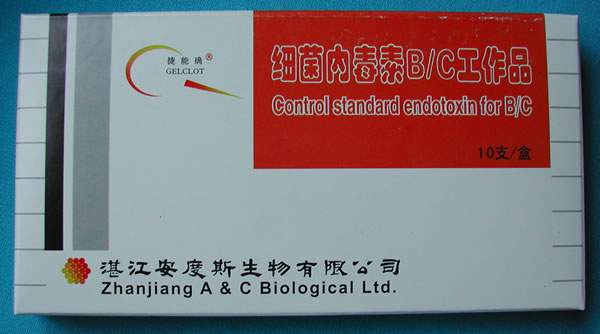 捷能确®
GELCLOT
细菌内毒素B/C工作品
Control standard endotoxin for B/C
10支/盒
湛江安度斯生物有限公司
Zhanjiang A & C Biological Ltd.